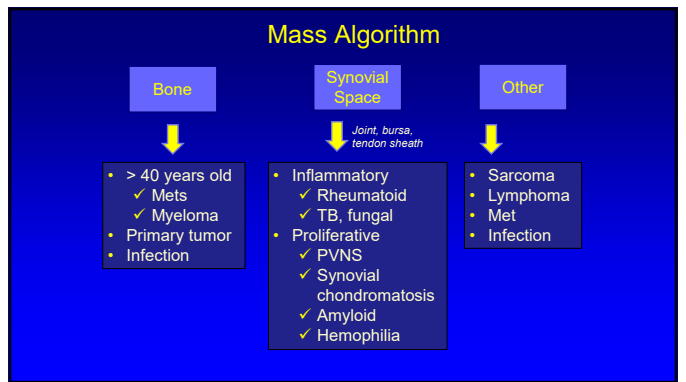 Mass Algorithm
Bone
Synovial
Space
Other
Joint, bursa,
tendon sheath
• > 40 years old
✓ Mets
✓ Myeloma
• Primary tumor
• Infection
• Inflammatory
✓ Rheumatoid
✓ TB, fungal
• Proliferative
✓ PVNS
✓ Synovial
chondromatosis
✓ Amyloid
✓ Hemophilia
• Sarcoma
• Lymphoma
• Met
• Infection